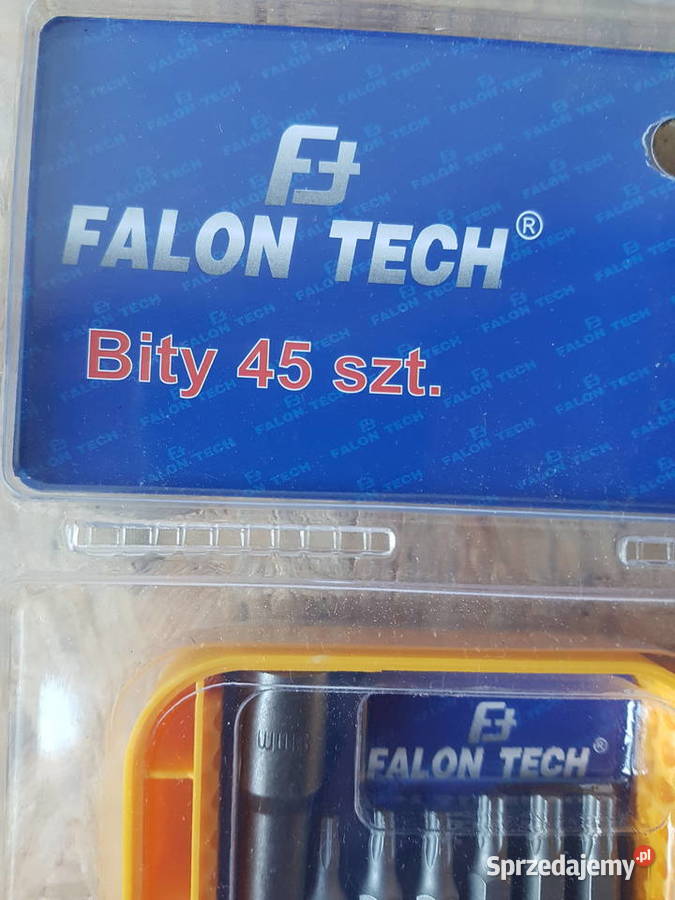 FALON TECH®
Bity 45 szt.
FALON TECH®
Sprzedajemy.pl